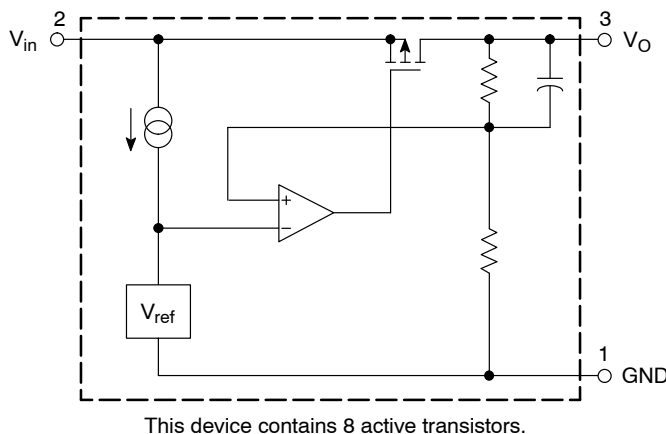 2
V_in
3
V_O
+
−
V_ref
1
GND
This device contains 8 active transistors.